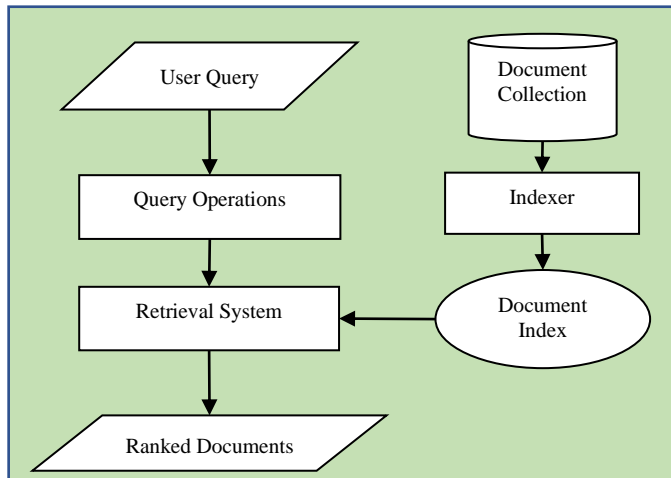 User Query
Document
Collection
Query Operations
Indexer
Retrieval System
Document
Index
Ranked Documents